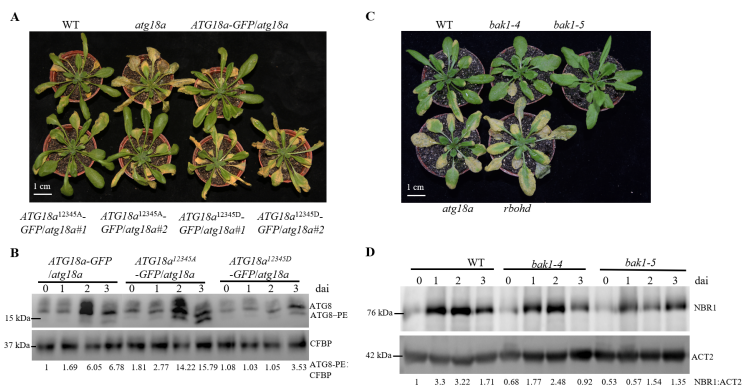 A
WT atg18a ATG18a-GFP/atg18a
1 cm
ATG18a12345A- ATG18a12345A- ATG18a12345D- ATG18a12345D-
GFP/atg18a#1 GFP/atg18a#2 GFP/atg18a#1 GFP/atg18a#2
B
ATG18a-GFP ATG18a12345A ATG18a12345D
/atg18a -GFP/atg18a -GFP/atg18a
0 1 2 3 0 1 2 3 0 1 2 3 dai
ATG8
ATG8-PE
15 kDa
37 kDa CFBP
1 1.69 6.05 6.78 1.81 2.77 14.22 15.79 1.08 1.03 1.05 3.53 ATG8-PE:
CFBP
C
WT bak1-4 bak1-5
1 cm
atg18a rbohd
D
WT bak1-4 bak1-5
0 1 2 3 0 1 2 3 0 1 2 3 dai
76 kDa NBR1
42 kDa ACT2
1 3.3 3.22 1.71 0.68 1.77 2.48 0.92 0.53 0.57 1.54 1.35 NBR1:ACT2